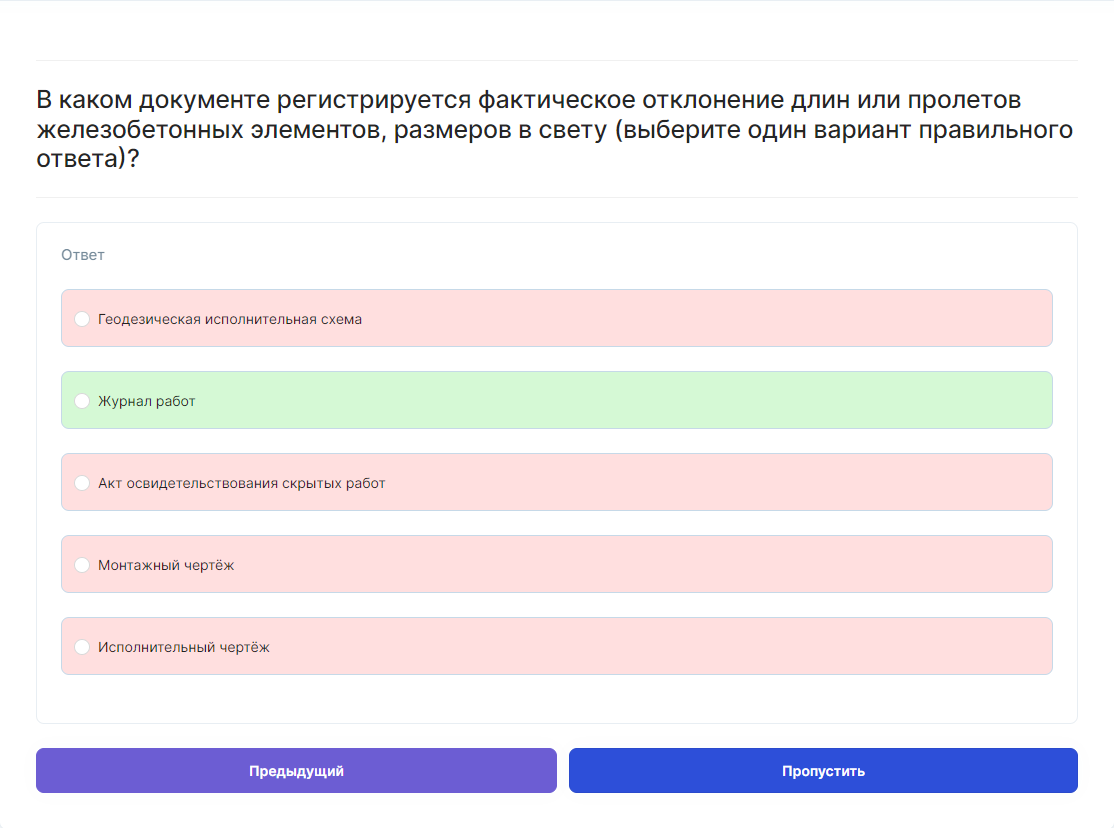 В каком документе регистрируется фактическое отклонение длин или пролетов
железобетонных элементов, размеров в свету (выберите один вариант правильного
ответа)?
Ответ
Геодезическая исполнительная схема
Журнал работ
Акт освидетельствования скрытых работ
Монтажный чертёж
Исполнительный чертёж
Предыдущий
Пропустить